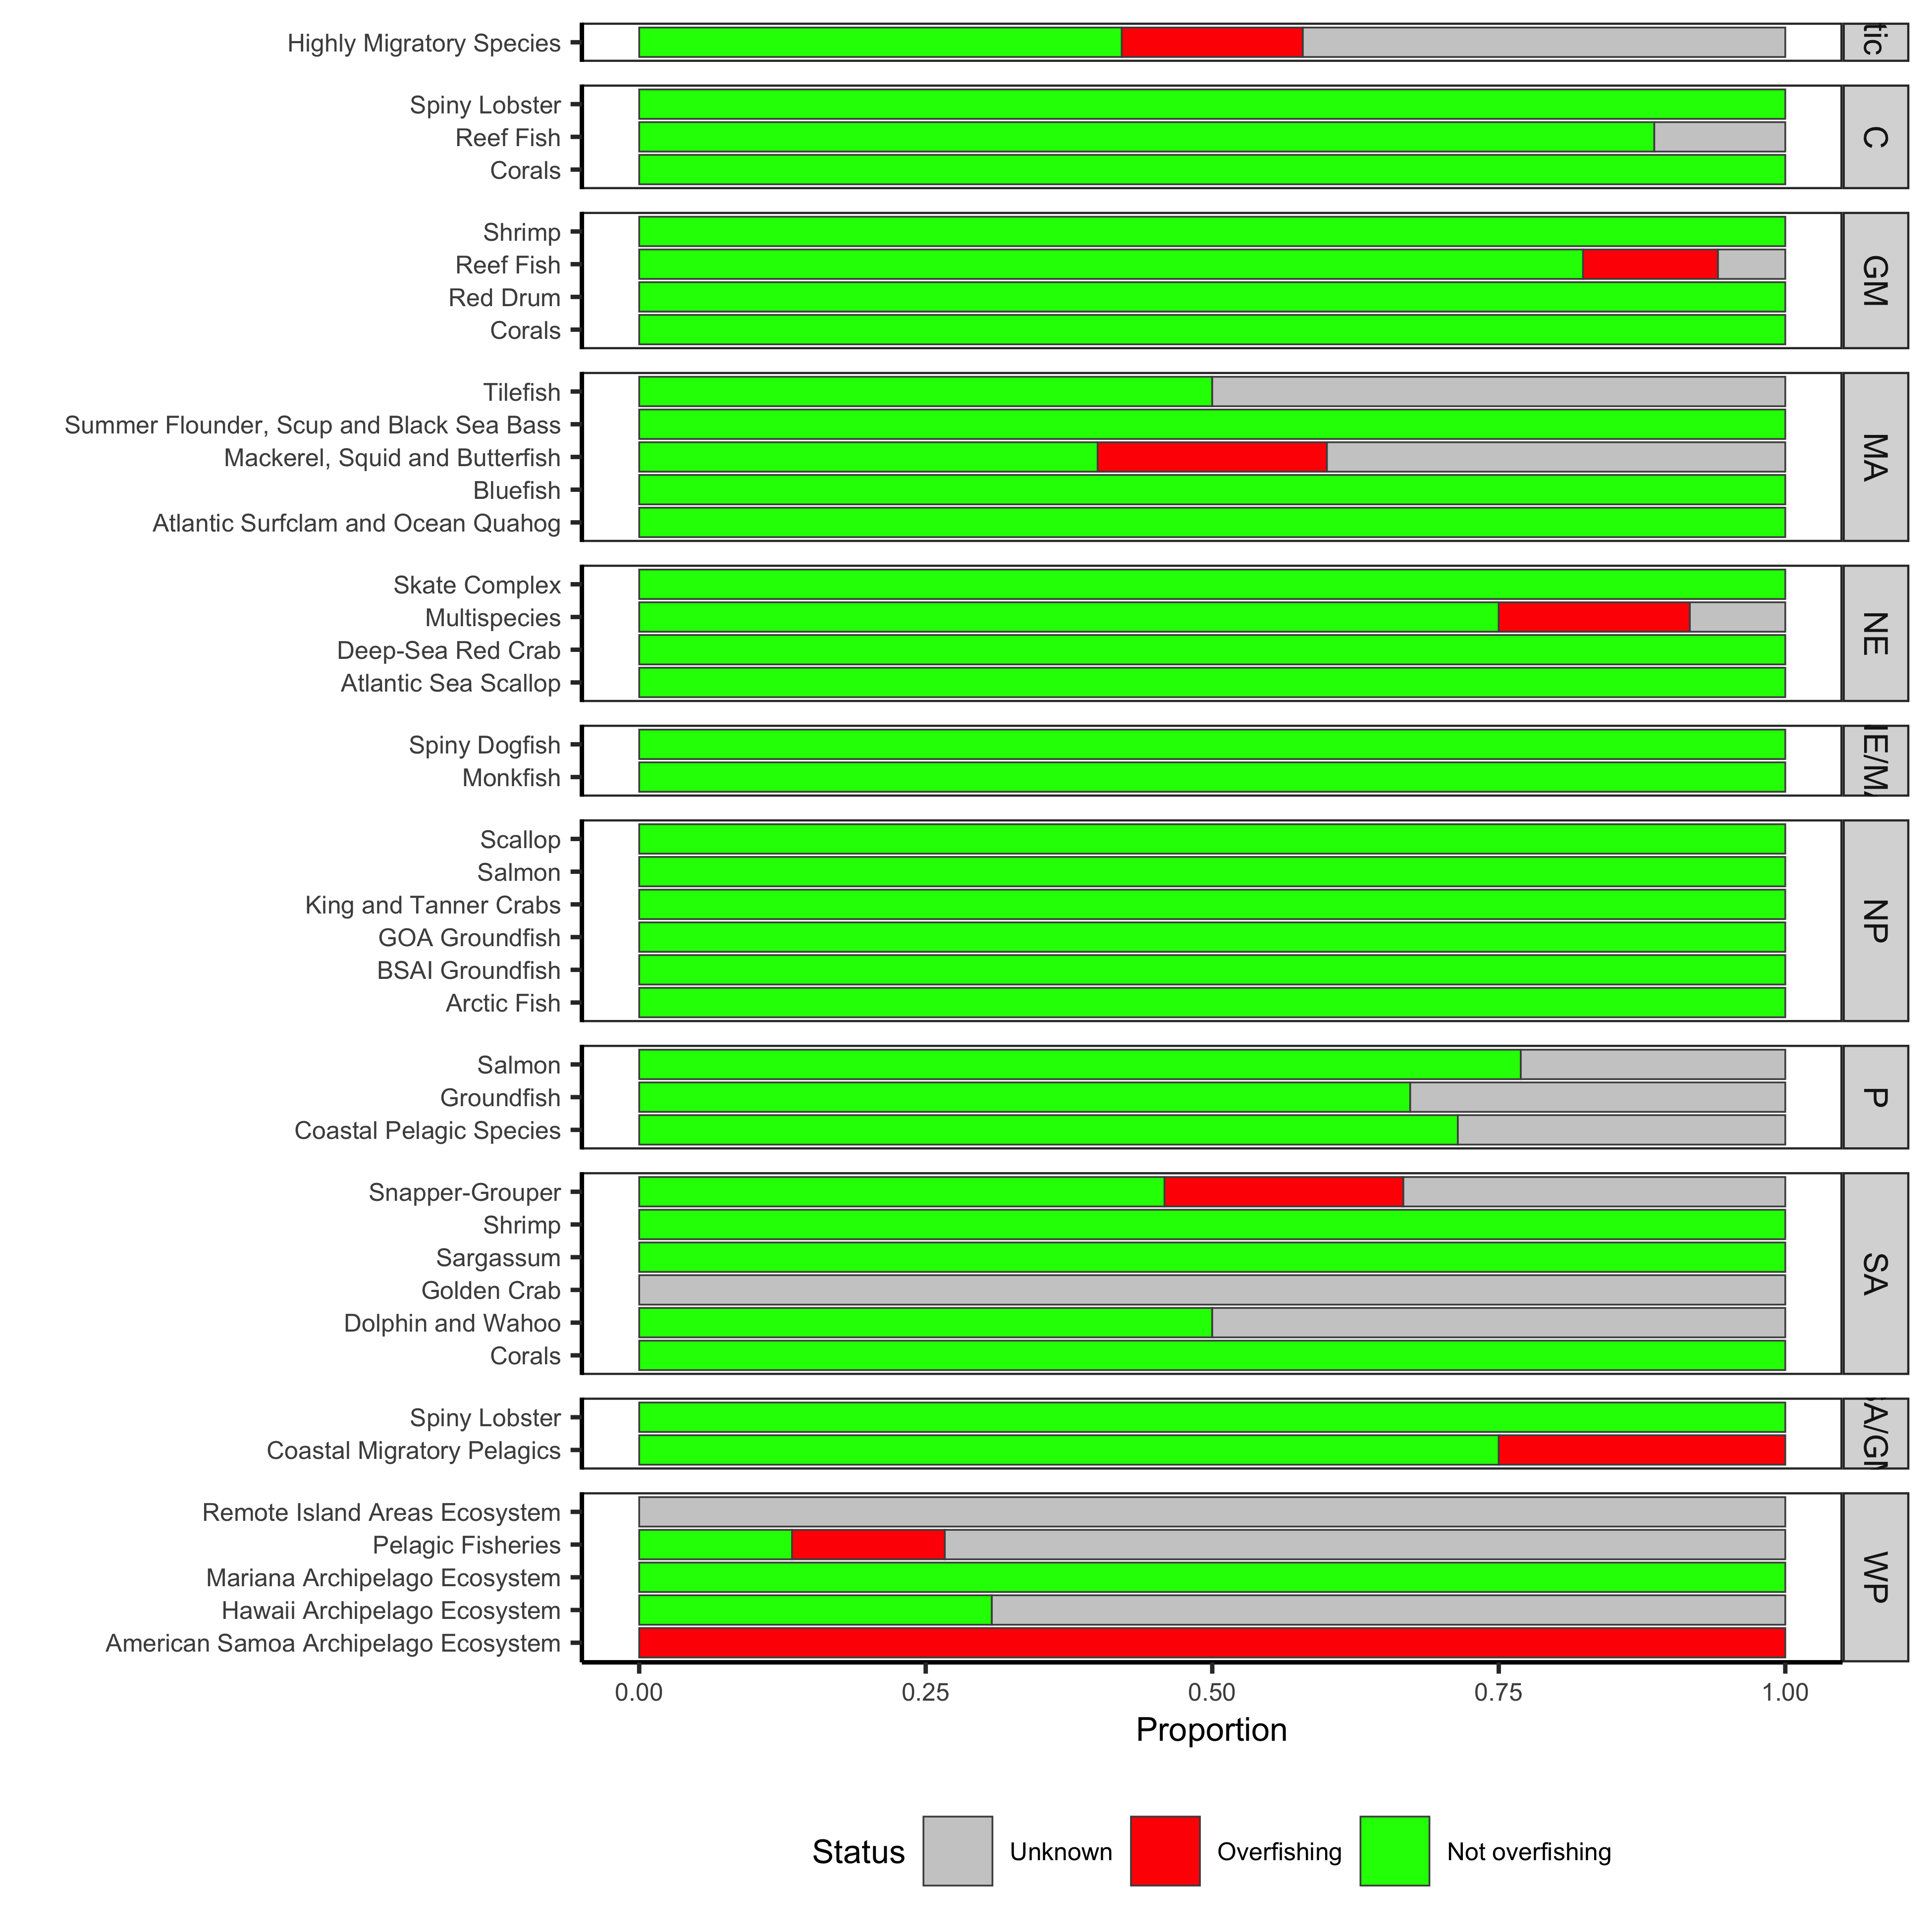 Highly Migratory Species
tic
Spiny Lobster
Reef Fish
Corals
C
Shrimp
Reef Fish
Red Drum
Corals
GM
Tilefish
Summer Flounder, Scup and Black Sea Bass
Mackerel, Squid and Butterfish
Bluefish
Atlantic Surfclam and Ocean Quahog
MA
Skate Complex
Multispecies
Deep-Sea Red Crab
Atlantic Sea Scallop
NE
Spiny Dogfish
Monkfish
Scallop
Salmon
King and Tanner Crabs
GOA Groundfish
BSAI Groundfish
Arctic Fish
NP
Salmon
Groundfish
Coastal Pelagic Species
P
Snapper-Grouper
Shrimp
Sargassum
Golden Crab
Dolphin and Wahoo
Corals
SA
Spiny Lobster
Coastal Migratory Pelagics
Remote Island Areas Ecosystem
Pelagic Fisheries
Mariana Archipelago Ecosystem
Hawaii Archipelago Ecosystem
American Samoa Archipelago Ecosystem
WP
0.00 0.25 0.50 0.75 1.00
Proportion
Status Unknown Overfishing Not overfishing